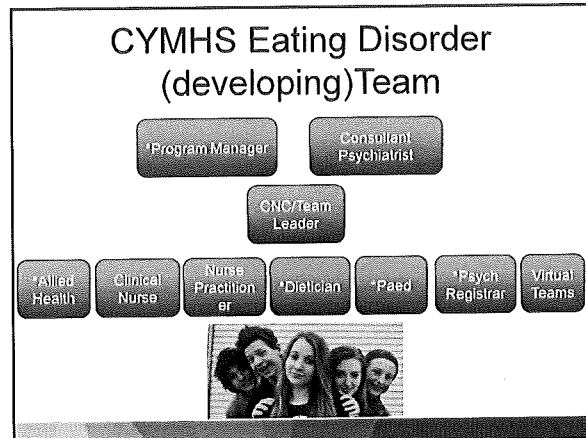 CYMHS Eating Disorder
(developing)Team
*Program Manager
Consultant
Psychiatrist
CNC/Team
Leader
*Allied
Health
Clinical
Nurse
Nurse
Practition
er
*Dietician
*Paed
*Psych
Registrar
Virtual
Teams